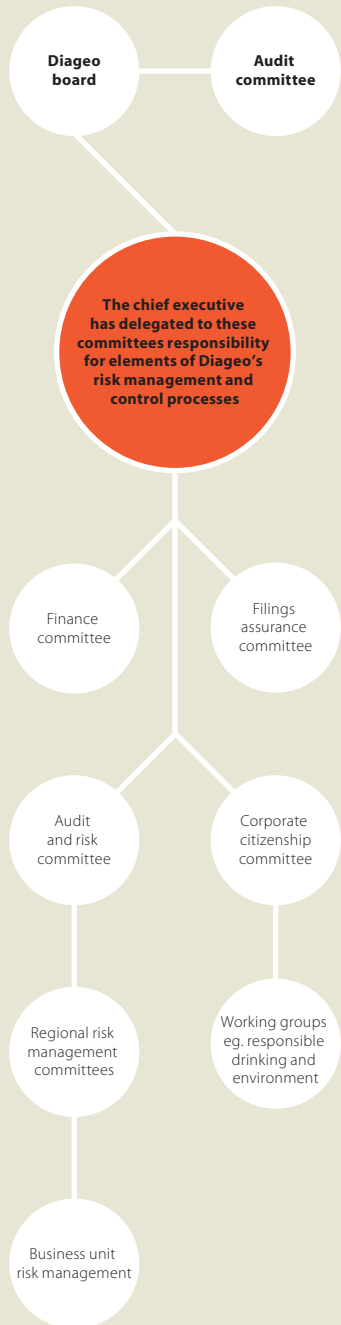 Diageo
board
Audit
committee
The chief executive
has delegated to these
committees responsibility
for elements of Diageo’s
risk management and
control processes
Finance
committee
Filings
assurance
committee
Audit
and risk
committee
Corporate
citizenship
committee
Regional risk
management
committees
Working groups
eg. responsible
drinking and
environment
Business unit
risk management